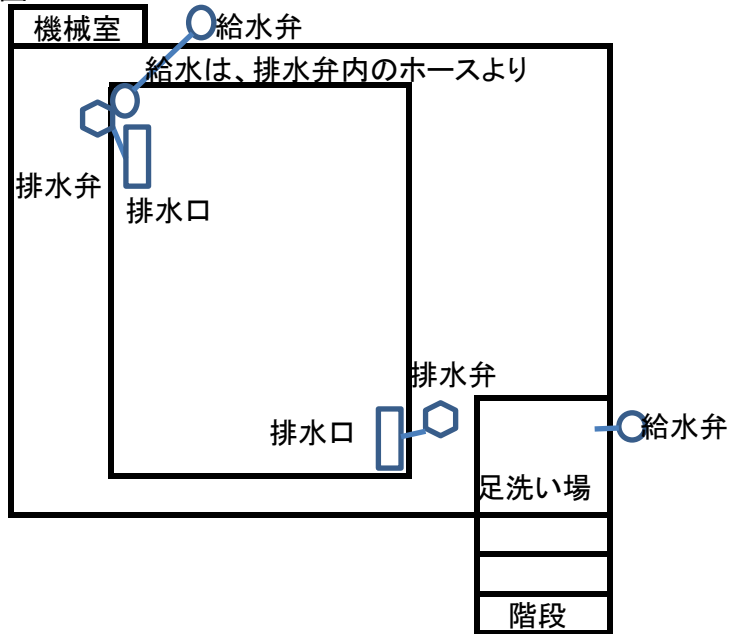 機械室
給水弁
給水は、排水弁内のホースより
排水弁
排水口
排水弁
排水口
給水弁
足洗い場
階段